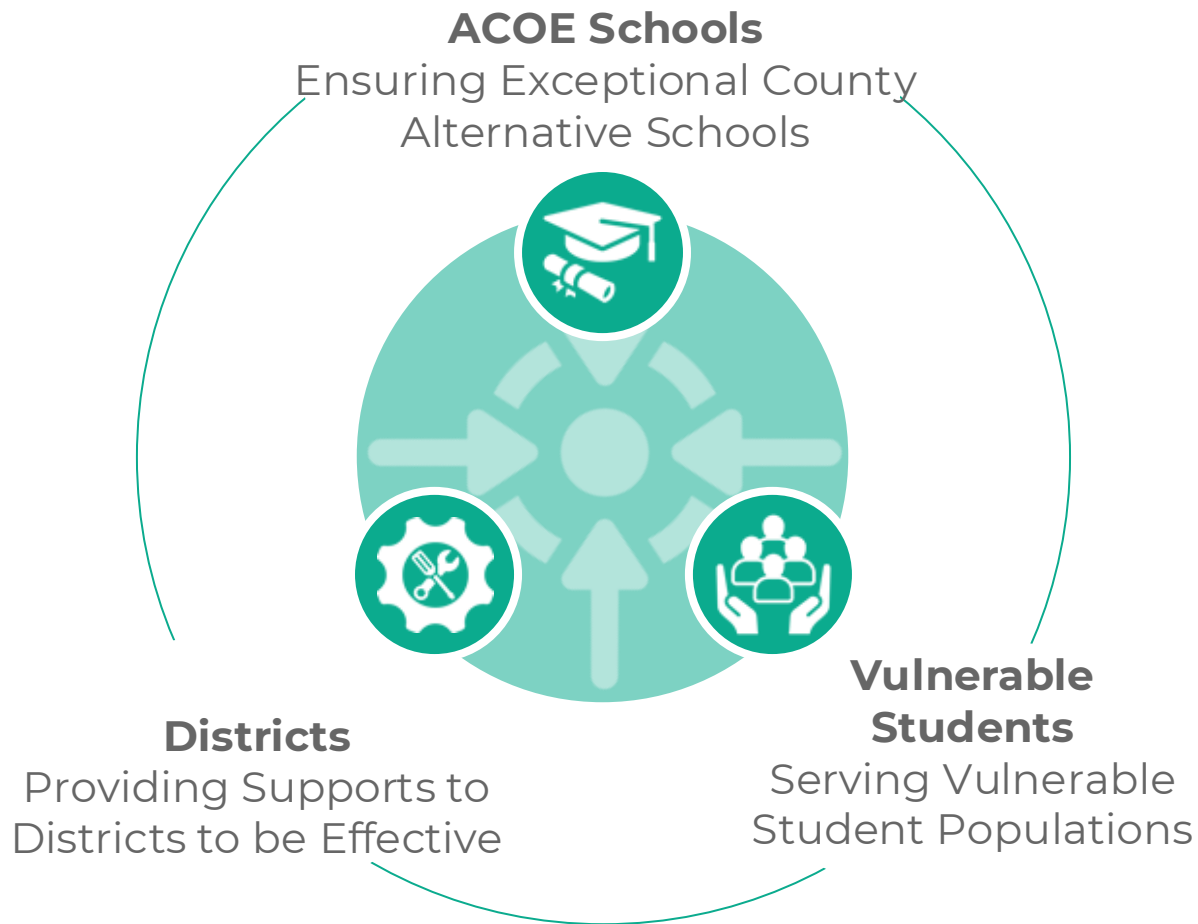 ACOE Schools
Ensuring Exceptional County
Alternative Schools
Districts
Providing Supports to
Districts to be Effective
Vulnerable
Students
Serving Vulnerable
Student Populations